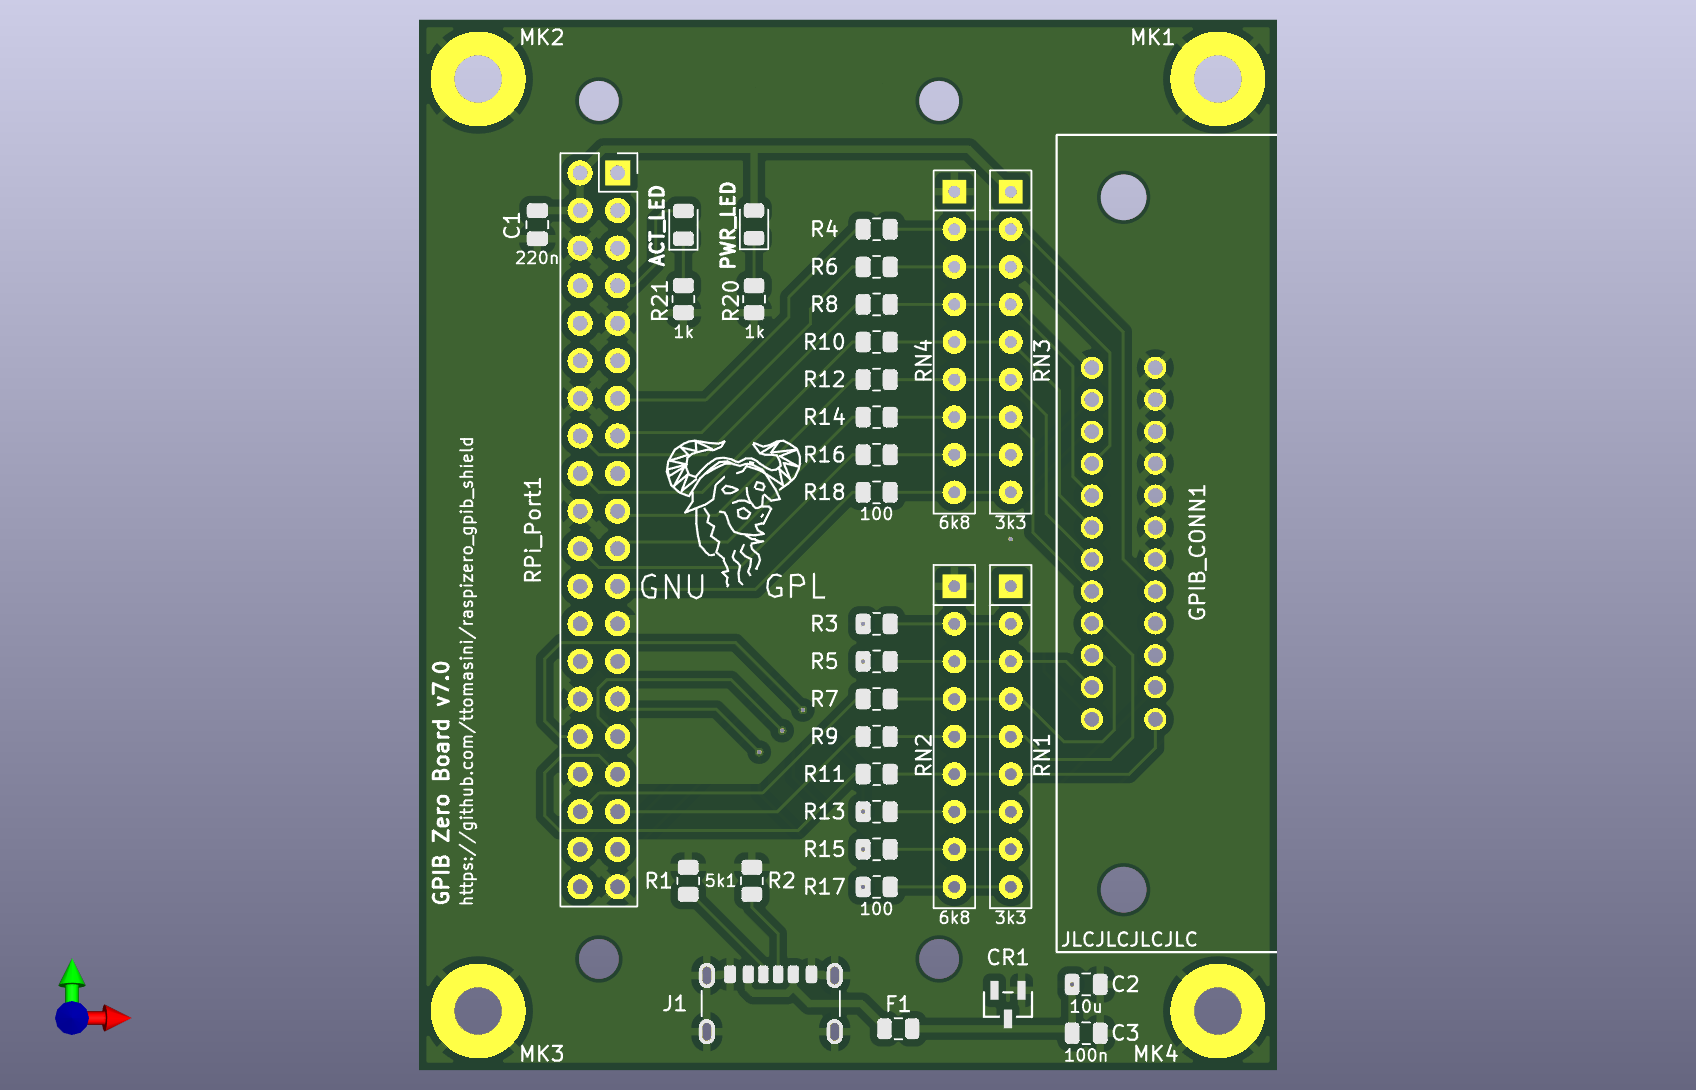 MK2
MK1
C1
220n
ACT_LED
PWR_LED
R21
1k
R20
1k
R4
R6
R8
R10
R12
R14
R16
R18
100
RN4
6k8
RN3
3k3
RPi_Port1
GNU
GPL
GPIB_CONN1
R3
R5
R7
R9
R11
R13
R15
R17
100
RN2
6k8
RN1
3k3
GPIB Zero Board v7.0
https://github.com/ttomasini/raspizero_gpib_shield
R1
5k1
R2
JLCJLCJLCJLC
CR1
C2
10u
J1
F1
C3
100n
MK3
MK4